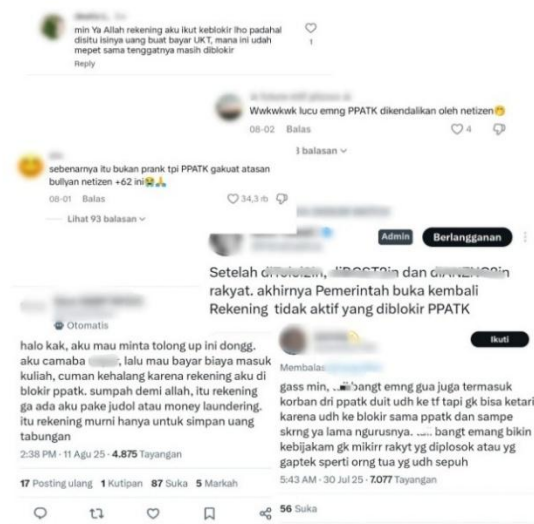 min Ya Allah rekening aku ikut keblokir lho padahal
disitu isinya uang buat bayar UKT, mana ini udah
mepet sama tenggatnya masih diblokir
Reply
1
Wwkwkwk lucu emng PPATK dikendalikan oleh netizen🤭
08-02 Balas 4
1 balasan
sebenarnya itu bukan prank tpi PPATK gakuat atasan
bullyan netizen +62 ini😭🙏
08-01 Balas 34,3 rb
Lihat 93 balasan
Admin Berlangganan
Setelah dan
rakyat. akhirnya Pemerintah buka kembali
Rekening tidak aktif yang diblokir PPATK
Otomatis
halo kak, aku mau minta tolong up ini dongg.
aku camaba , lalu mau bayar biaya masuk
kuliah, cuman kehalang karena rekening aku di
blokir ppatk. sumpah demi allah, itu rekening
ga ada aku pake judol atau money laundering.
itu rekening murni hanya untuk simpan uang
tabungan
2:38 PM · 11 Agu 25 · 4.875 Tayangan
17 Posting ulang 1 Kutipan 87 Suka 5 Markah
Ikuti
Membalas
gass min, bangt emng gua juga termasuk
korban dri ppatk duit udh ke tf tapi gk bisa ketari
karena udh ke blokir sama ppatk dan sampe
skrng ya lama ngurusnya. bangt emang bikin
kebijakam gk mikirr rakyt yg diplosok atau yg
gaptek sperti orng tua yg udh sepuh
5:43 AM · 30 Jul 25 · 7.077 Tayangan
56 Suka